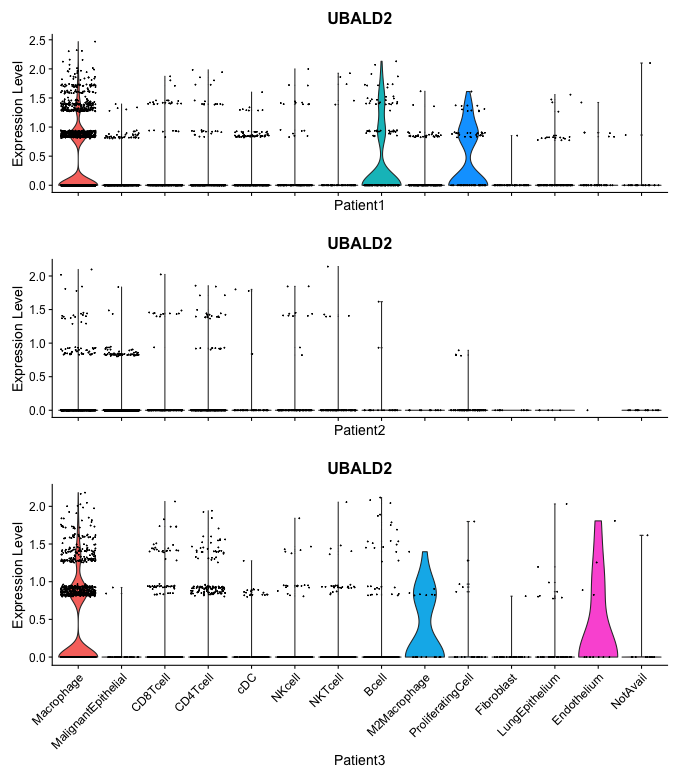 UBALD2
Expression Level
2.5
2.0
1.5
1.0
0.5
0.0
Patient1
UBALD2
Expression Level
2.0
1.5
1.0
0.5
0.0
Patient2
UBALD2
Expression Level
2.0
1.5
1.0
0.5
0.0
Macrophage
MalignantEpithelial
CD8Tcell
CD4Tcell
cDC
NKcell
NKTcell
Bcell
M2Macrophage
ProliferatingCell
Fibroblast
LungEpithelium
Endothelium
NotAvail
Patient3